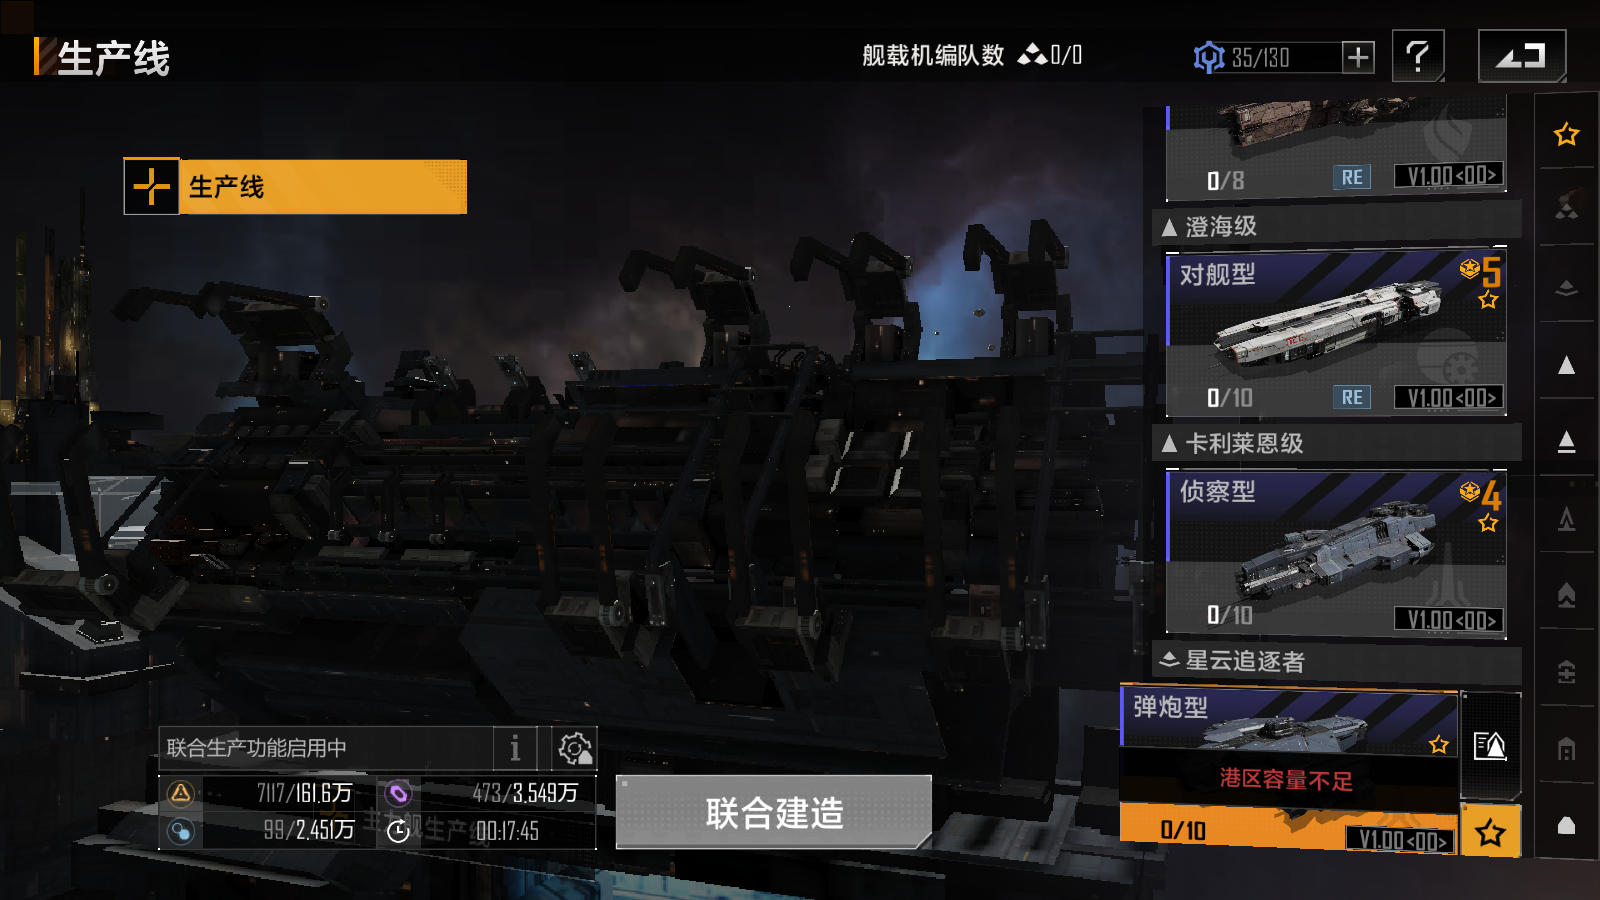 生产线
舰载机编队数 0/0
35/130
?
生产线
0/8
RE
V1.00<00>
澄海级
对舰型
5
0/10
RE
V1.00<00>
卡利莱恩级
侦察型
4
0/10
V1.00<00>
星云追逐者
弹炮型
港区容量不足
0/10
V1.00<00>
联合生产功能启用中
i
7117/161.6万
473/3.549万
99/2.451万
00:17:45
联合建造